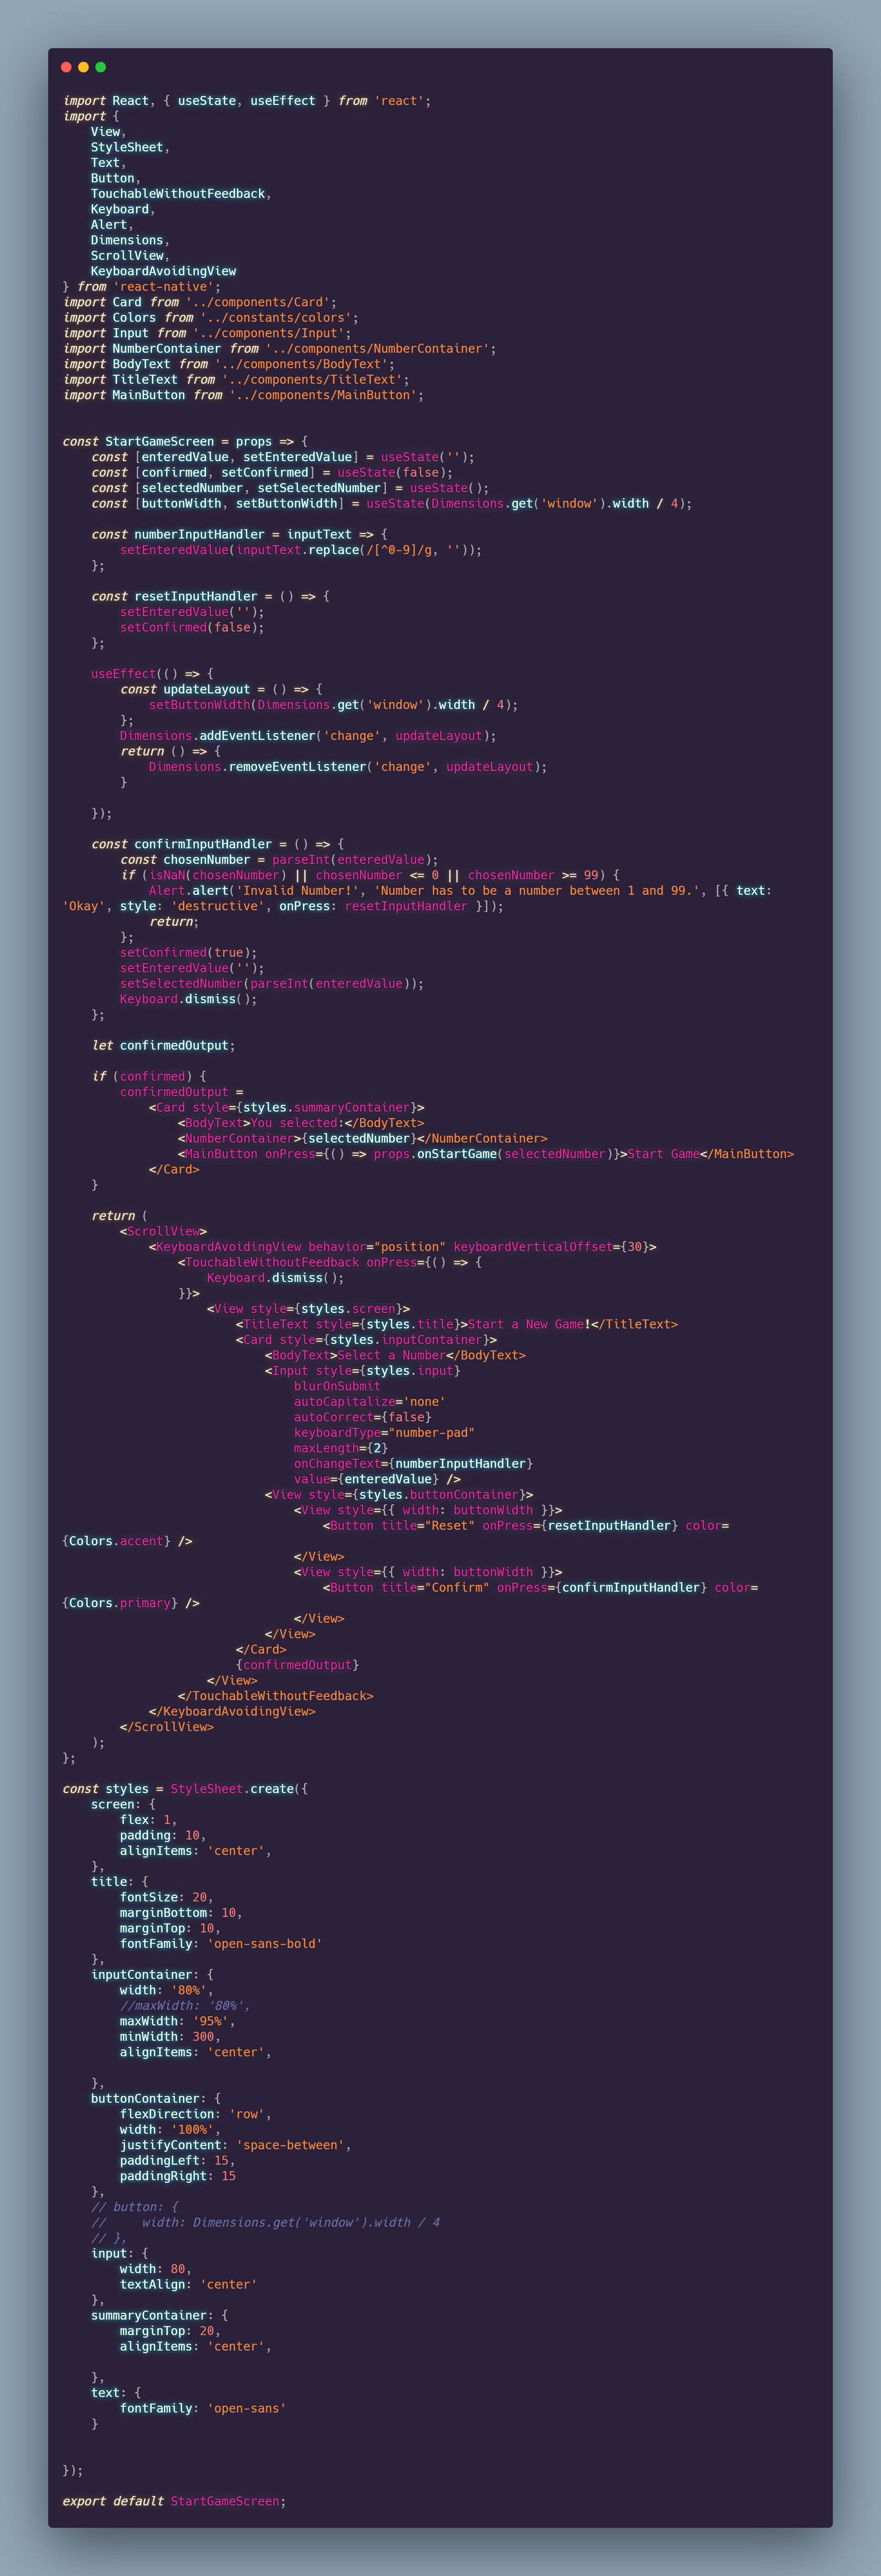 import React, { useState, useEffect } from 'react';
import {
    View,
    StyleSheet,
    Text,
    Button,
    TouchableWithoutFeedback,
    Keyboard,
    Alert,
    Dimensions,
    ScrollView,
    KeyboardAvoidingView
} from 'react-native';
import Card from '../components/Card';
import Colors from '../constants/colors';
import Input from '../components/Input';
import NumberContainer from '../components/NumberContainer';
import BodyText from '../components/BodyText';
import TitleText from '../components/TitleText';
import MainButton from '../components/MainButton';


const StartGameScreen = props => {
    const [enteredValue, setEnteredValue] = useState('');
    const [confirmed, setConfirmed] = useState(false);
    const [selectedNumber, setSelectedNumber] = useState();
    const [buttonWidth, setButtonWidth] = useState(Dimensions.get('window').width / 4);

    const numberInputHandler = inputText => {
        setEnteredValue(inputText.replace(/[^0-9]/g, ''));
    };

    const resetInputHandler = () => {
        setEnteredValue('');
        setConfirmed(false);
    };

    useEffect(() => {
        const updateLayout = () => {
            setButtonWidth(Dimensions.get('window').width / 4);
        };
        Dimensions.addEventListener('change', updateLayout);
        return () => {
            Dimensions.removeEventListener('change', updateLayout);
        }

    });

    const confirmInputHandler = () => {
        const chosenNumber = parseInt(enteredValue);
        if (isNaN(chosenNumber) || chosenNumber <= 0 || chosenNumber >= 99) {
            Alert.alert('Invalid Number!', 'Number has to be a number between 1 and 99.', [{ text:
'Okay', style: 'destructive', onPress: resetInputHandler }]);
            return;
        };
        setConfirmed(true);
        setEnteredValue('');
        setSelectedNumber(parseInt(enteredValue));
        Keyboard.dismiss();
    };

    let confirmedOutput;

    if (confirmed) {
        confirmedOutput =
            <Card style={styles.summaryContainer}>
                <BodyText>You selected:</BodyText>
                <NumberContainer>{selectedNumber}</NumberContainer>
                <MainButton onPress={() => props.onStartGame(selectedNumber)}>Start Game</MainButton>
            </Card>
    }

    return (
        <ScrollView>
            <KeyboardAvoidingView behavior="position" keyboardVerticalOffset={30}>
                <TouchableWithoutFeedback onPress={() => {
                    Keyboard.dismiss();
                }}>
                    <View style={styles.screen}>
                        <TitleText style={styles.title}>Start a New Game!</TitleText>
                        <Card style={styles.inputContainer}>
                            <BodyText>Select a Number</BodyText>
                            <Input style={styles.input}
                                blurOnSubmit
                                autoCapitalize='none'
                                autoCorrect={false}
                                keyboardType="number-pad"
                                maxLength={2}
                                onChangeText={numberInputHandler}
                                value={enteredValue} />
                            <View style={styles.buttonContainer}>
                                <View style={{ width: buttonWidth }}>
                                    <Button title="Reset" onPress={resetInputHandler} color=
{Colors.accent} />
                                </View>
                                <View style={{ width: buttonWidth }}>
                                    <Button title="Confirm" onPress={confirmInputHandler} color=
{Colors.primary} />
                                </View>
                            </View>
                        </Card>
                        {confirmedOutput}
                    </View>
                </TouchableWithoutFeedback>
            </KeyboardAvoidingView>
        </ScrollView>
    );
};

const styles = StyleSheet.create({
    screen: {
        flex: 1,
        padding: 10,
        alignItems: 'center',
    },
    title: {
        fontSize: 20,
        marginBottom: 10,
        marginTop: 10,
        fontFamily: 'open-sans-bold'
    },
    inputContainer: {
        width: '80%',
        //maxWidth: '80%',
        maxWidth: '95%',
        minWidth: 300,
        alignItems: 'center',

    },
    buttonContainer: {
        flexDirection: 'row',
        width: '100%',
        justifyContent: 'space-between',
        paddingLeft: 15,
        paddingRight: 15
    },
    // button: {
    //     width: Dimensions.get('window').width / 4
    // },
    input: {
        width: 80,
        textAlign: 'center'
    },
    summaryContainer: {
        marginTop: 20,
        alignItems: 'center',

    },
    text: {
        fontFamily: 'open-sans'
    }


});

export default StartGameScreen;